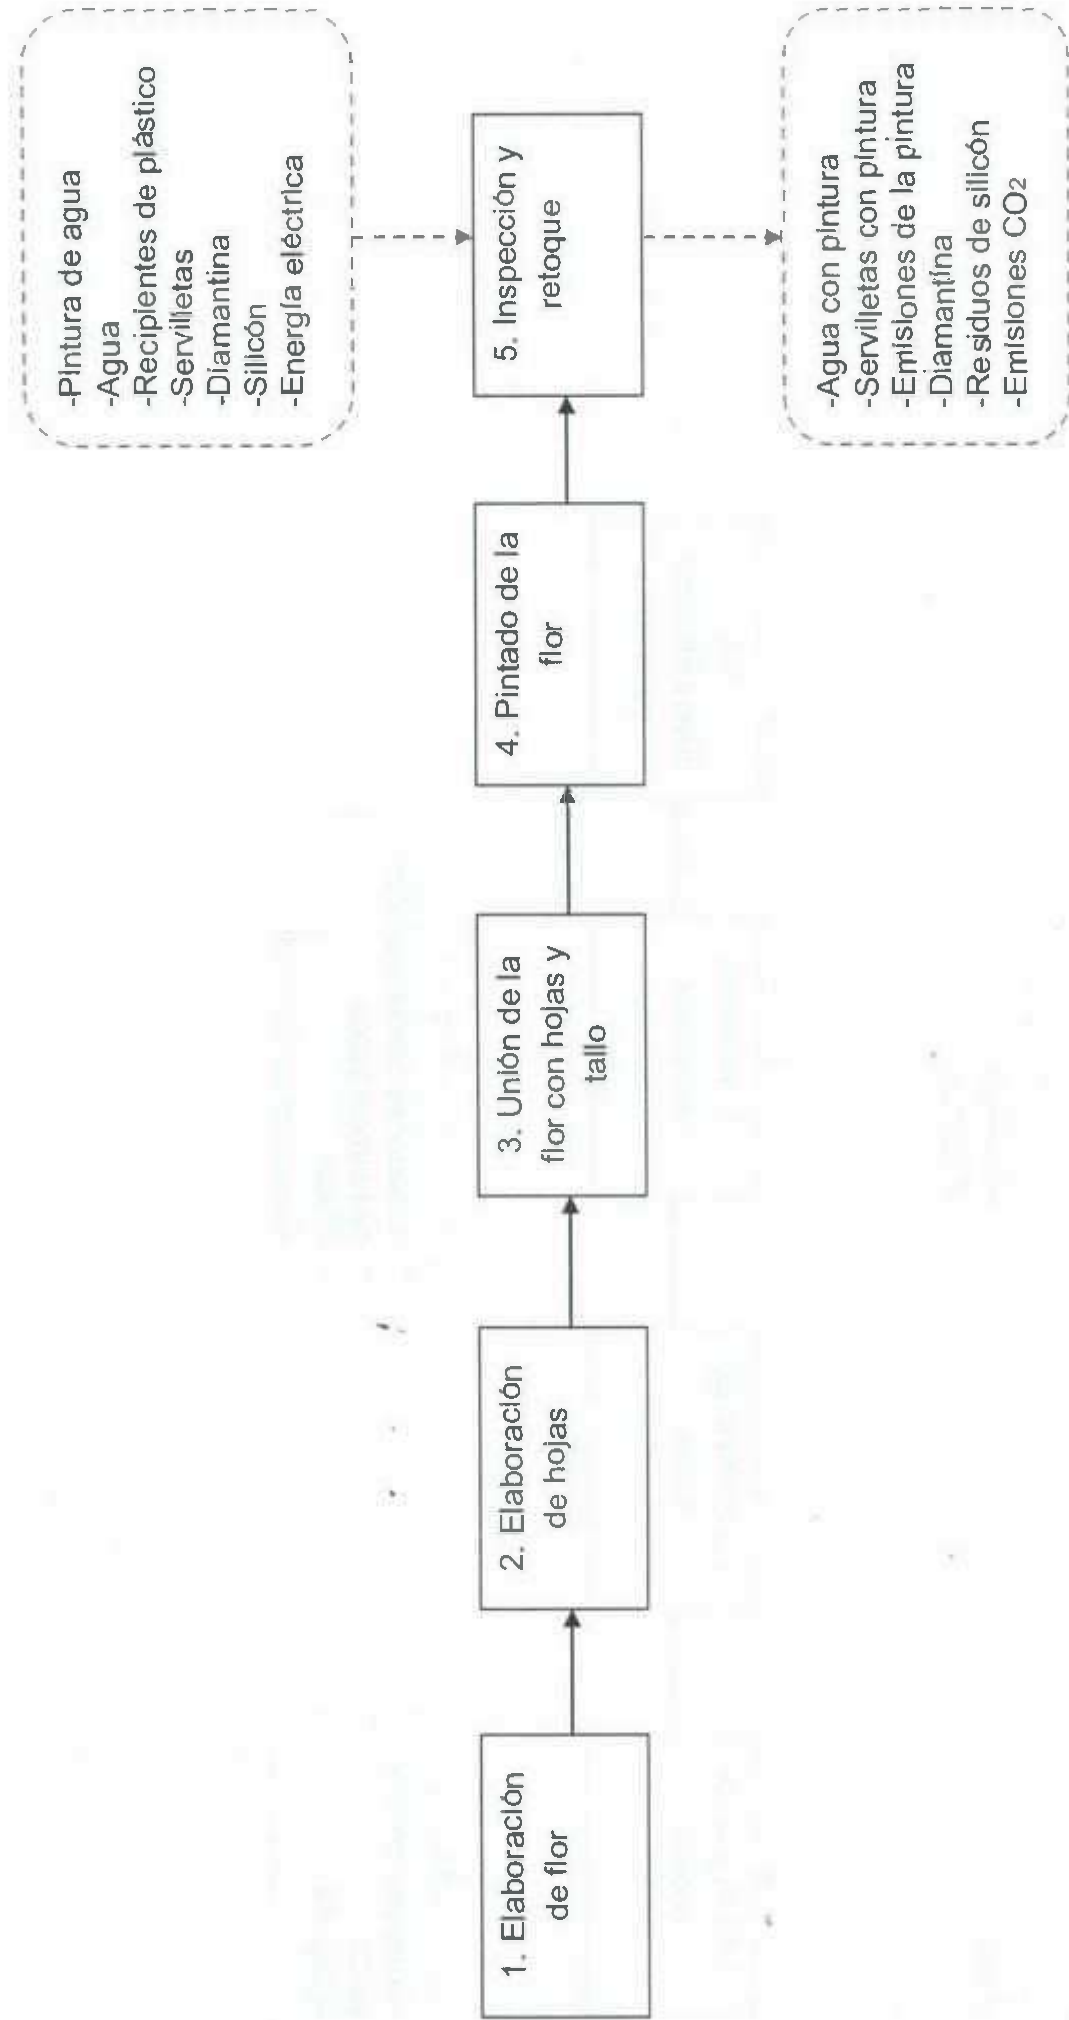 1. Elaboración
de flor
2. Elaboración
de hojas
3. Unión de la
flor con hojas y
tallo
4. Pintado de la
flor
5. Inspección y
retoque
-Pintura de agua
-Agua
-Recipientes de plástico
-Servilletas
-Diamantina
-Silicón
-Energía eléctrica
-Agua con pintura
-Servilletas con pintura
-Emisiones de la pintura
-Diamantína
-Residuos de silicón
-Emisiones CO2